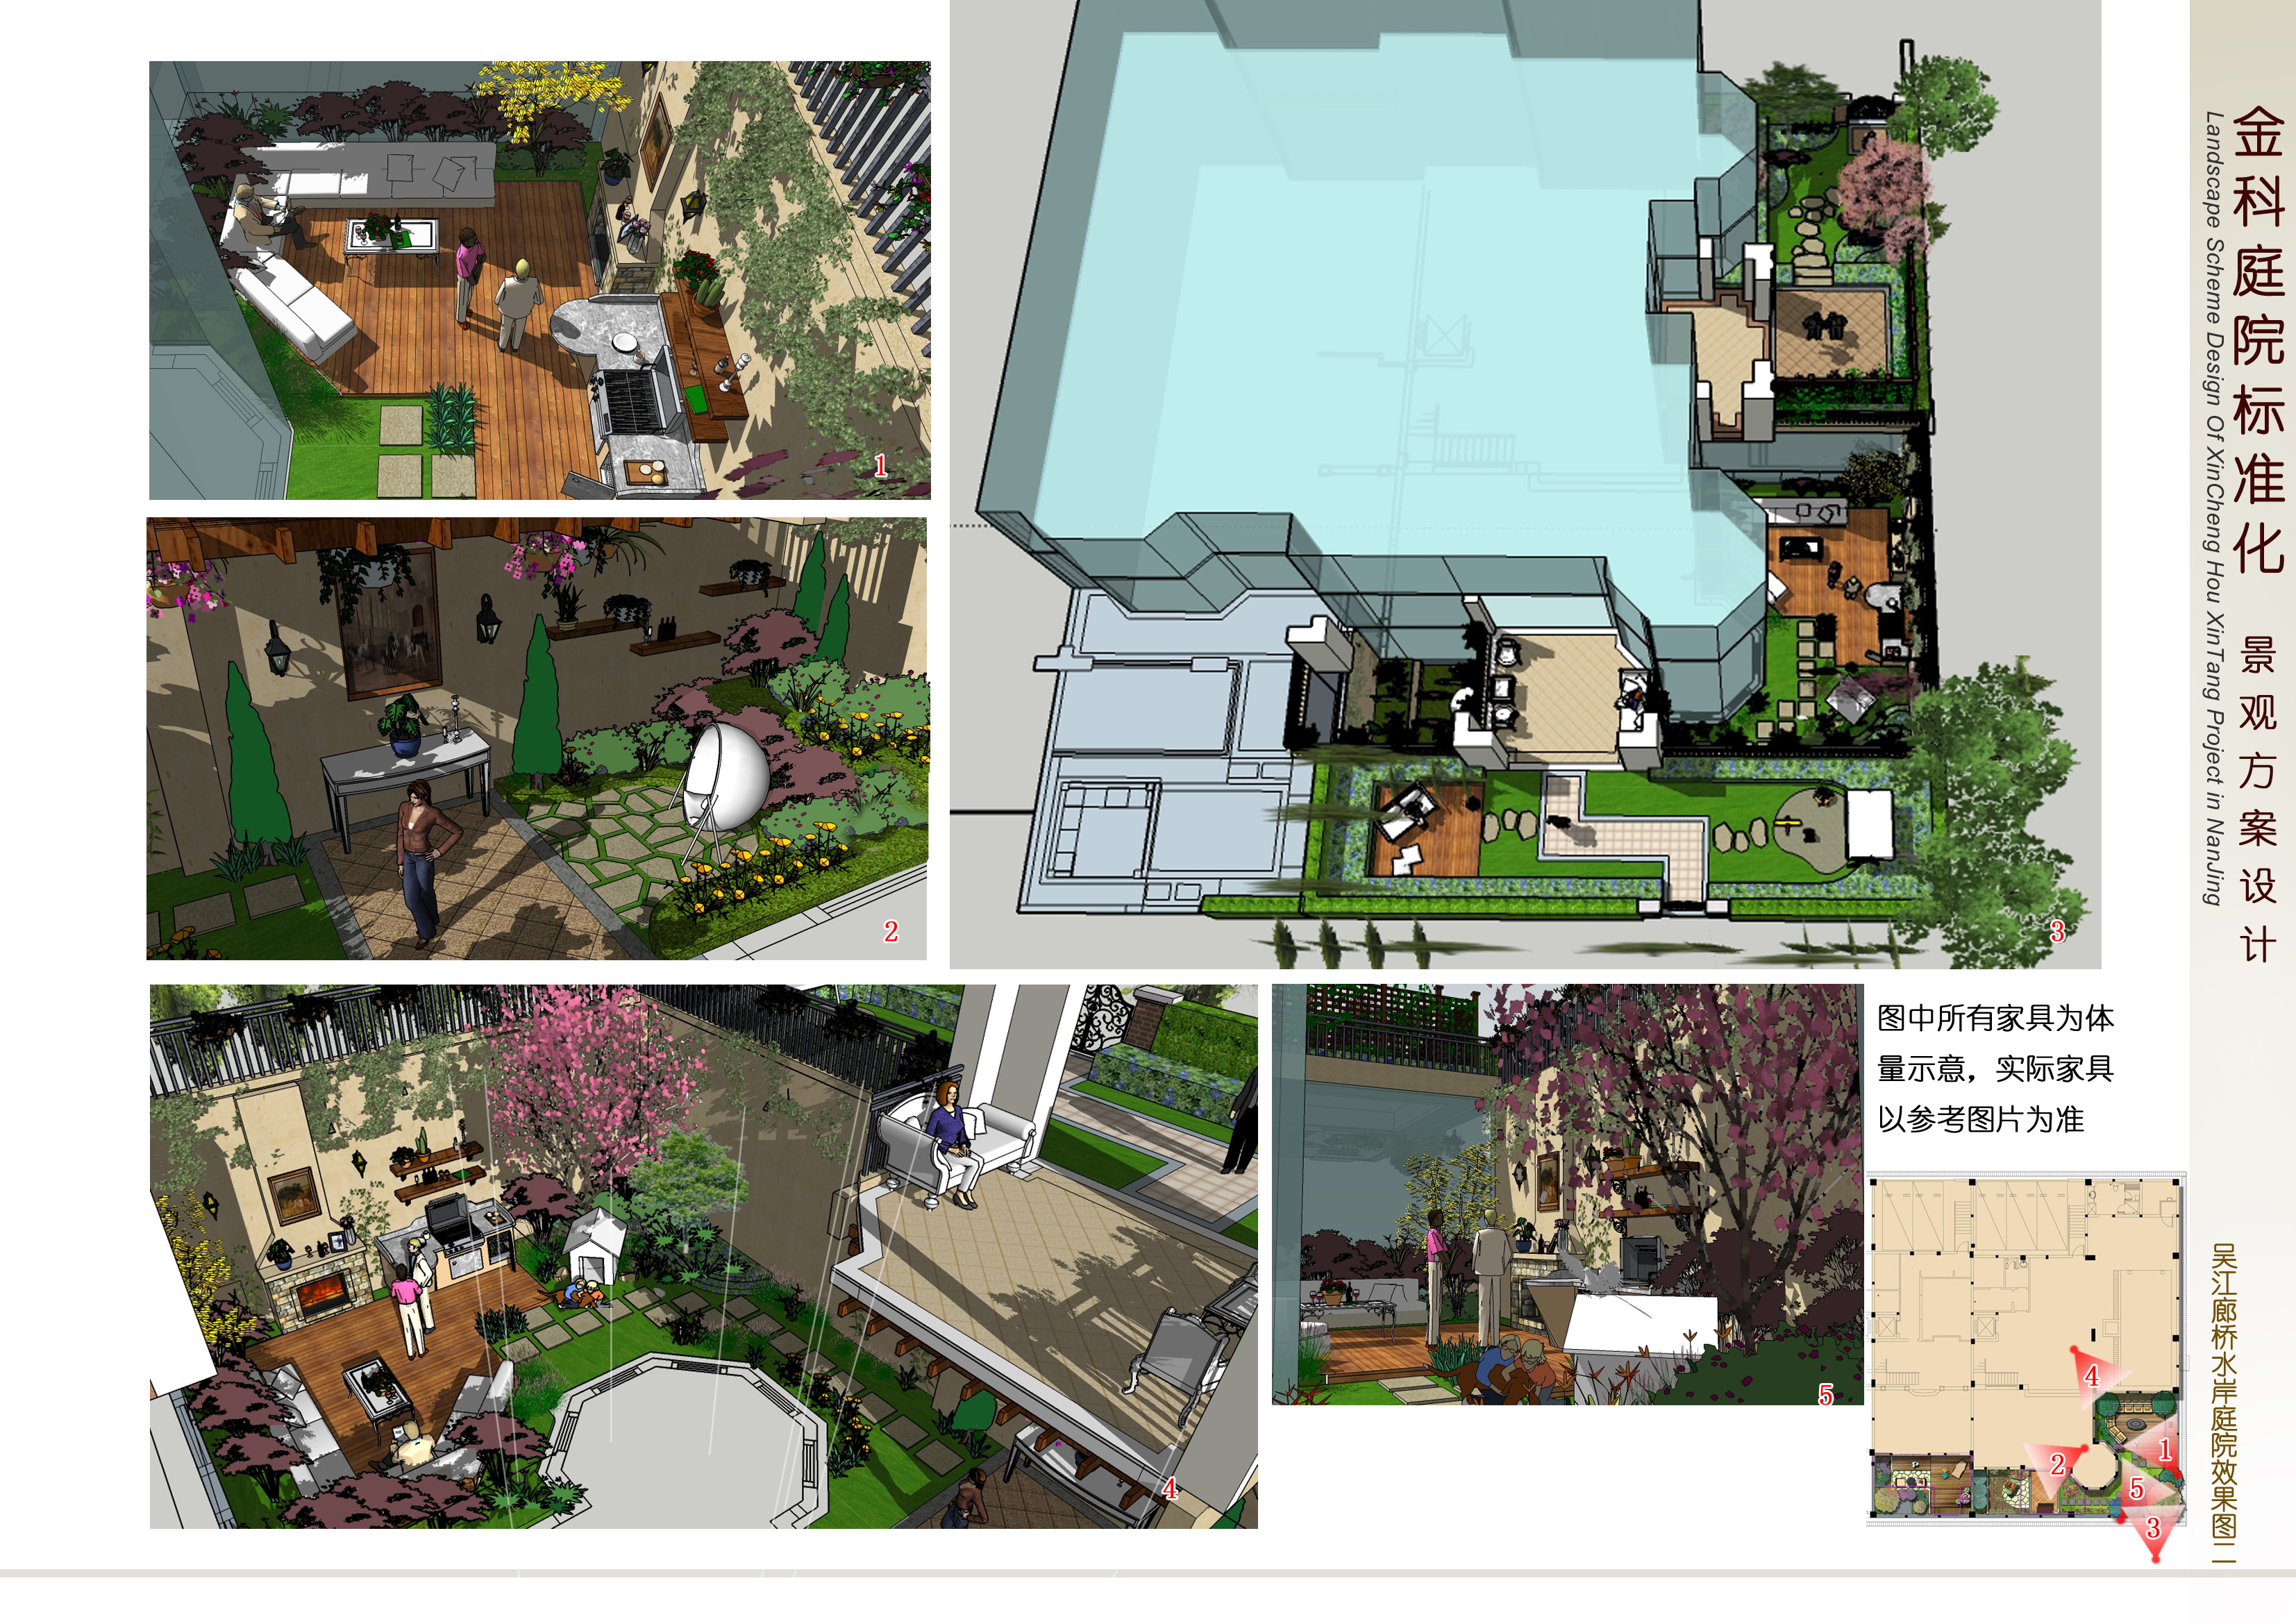 金科庭院标准化 景观方案设计
Landscape Scheme Design Of XinCheng Hou XinTang Project in NanJing
1
2
3
4
5
图中所有家具为体
量示意，实际家具
以参考图片为准
4
1
2
5
3
吴江廊桥水岸庭院效果图二